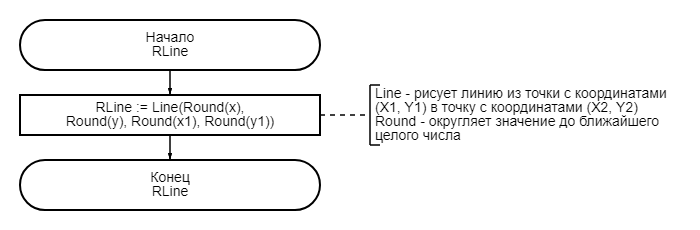 Начало
RLine
RLine := Line(Round(x),
Round(y), Round(x1), Round(y1))
Line - рисует линию из точки с координатами
(X1, Y1) в точку с координатами (X2, Y2)
Round - округляет значение до ближайшего
целого числа
Конец
RLine